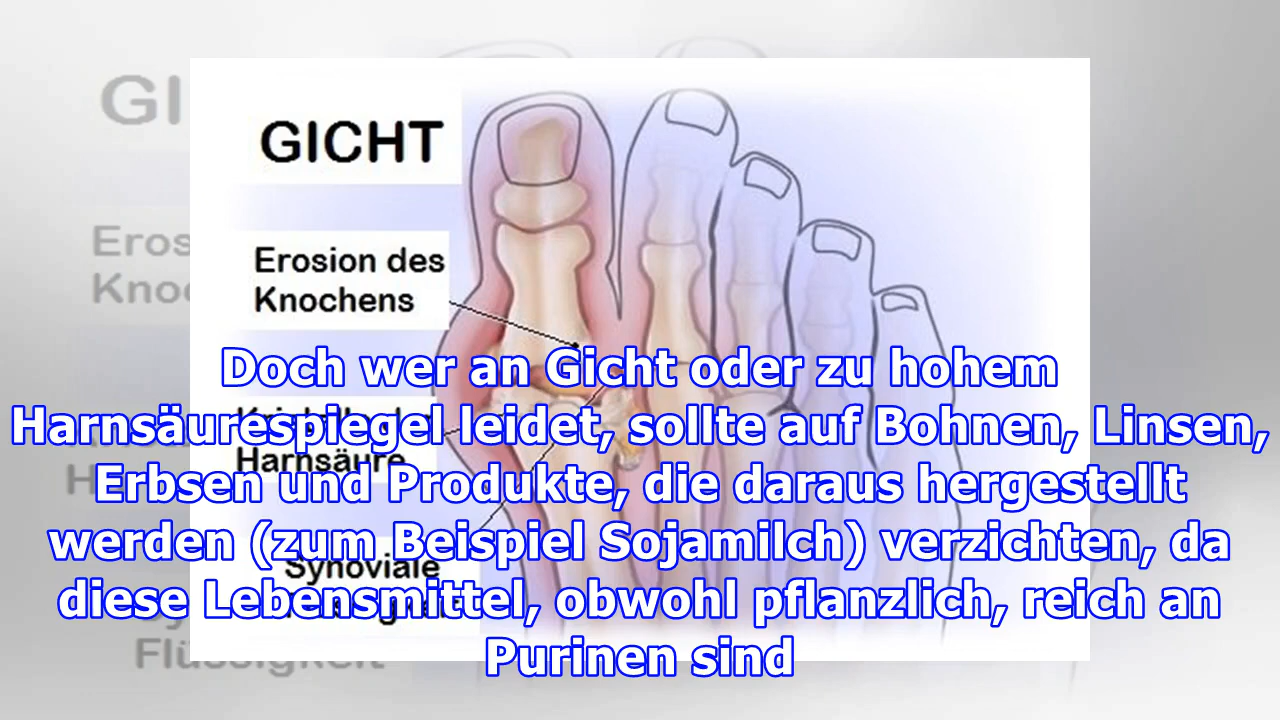 GICHT
Erosion des
Knochens
Harnsäure
Synoviale
Doch wer an Gicht oder zu hohem
Harnsäurespiegel leidet, sollte auf Bohnen, Linsen,
Erbsen und Produkte, die daraus hergestellt
werden (zum Beispiel Sojamilch) verzichten, da
diese Lebensmittel, obwohl pflanzlich, reich an
Purinen sind
Flüssigkeit